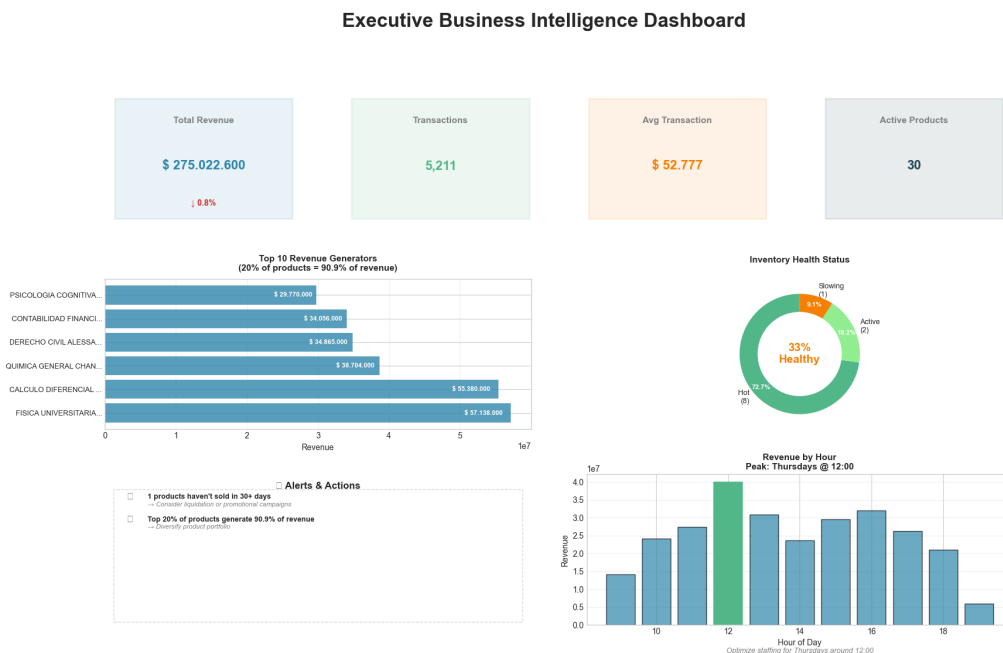 Executive Business Intelligence Dashboard
Total Revenue
$ 275.022.600
↓ 0.8%
Transactions
5,211
Avg Transaction
$ 52.777
Active Products
30
Top 10 Revenue Generators
(20% of products = 90.9% of revenue)
PSICOLOGIA COGNITIVA...
$ 29.770.000
CONTABILIDAD FINANCI...
$ 34.056.000
DERECHO CIVIL ALESSA...
$ 34.865.000
QUIMICA GENERAL CHAN...
$ 38.704.000
CALCULO DIFERENCIAL ...
$ 55.380.000
FISICA UNIVERSITARIA...
$ 57.138.000
0 1 2 3 4 5
1e7
Revenue
Inventory Health Status
Slowing
(1)
9.1%
Active
(2)
18.2%
33%
Healthy
Hot
(8)
72.7%
Alerts & Actions
1 products haven't sold in 30+ days
→ Consider liquidation or promotional campaigns
Top 20% of products generate 90.9% of revenue
→ Diversify product portfolio
Revenue by Hour
Peak: Thursdays @ 12:00
1e7
4.0
3.5
3.0
2.5
2.0
1.5
1.0
0.5
0.0
Revenue
10 12 14 16 18
Hour of Day
Optimize staffing for Thursdays around 12:00